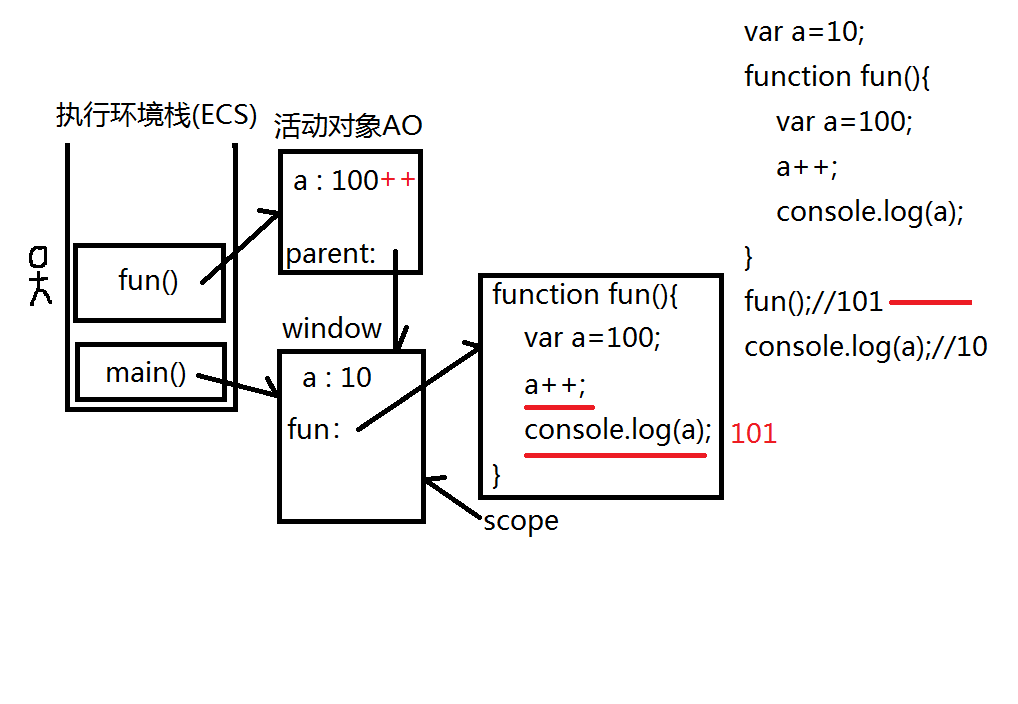 执行环境栈(ECS)
活动对象AO
a : 100++
parent:
fun()
window
main()
a : 10
fun:
function fun(){
var a=100;
a++;
console.log(a);
101
}
scope
var a=10;
function fun(){
var a=100;
a++;
console.log(a);
}
fun();//101
console.log(a);//10